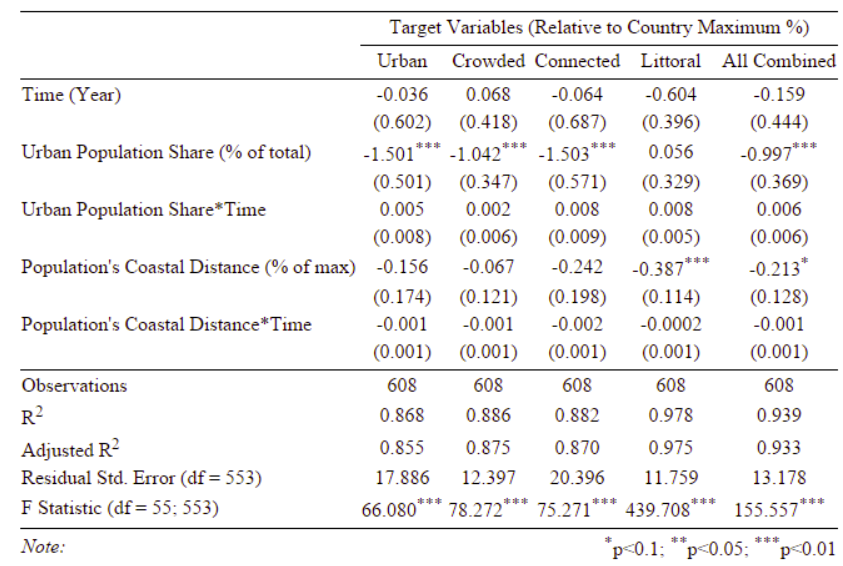 Target Variables (Relative to Country Maximum %)
Urban Crowded Connected Littoral All Combined
Time (Year) -0.036 0.068 -0.064 -0.604 -0.159
(0.602) (0.418) (0.687) (0.396) (0.444)
Urban Population Share (% of total) -1.501*** -1.042*** -1.503*** 0.056 -0.997***
(0.501) (0.347) (0.571) (0.329) (0.369)
Urban Population Share*Time 0.005 0.002 0.008 0.008 0.006
(0.008) (0.006) (0.009) (0.005) (0.006)
Population's Coastal Distance (% of max) -0.156 -0.067 -0.242 -0.387*** -0.213*
(0.174) (0.121) (0.198) (0.114) (0.128)
Population's Coastal Distance*Time -0.001 -0.001 -0.002 -0.0002 -0.001
(0.001) (0.001) (0.001) (0.001) (0.001)
Observations 608 608 608 608 608
R2 0.868 0.886 0.882 0.978 0.939
Adjusted R2 0.855 0.875 0.870 0.975 0.933
Residual Std. Error (df = 553) 17.886 12.397 20.396 11.759 13.178
F Statistic (df = 55; 553) 66.080*** 78.272*** 75.271*** 439.708*** 155.557***
Note: *p<0.1; **p<0.05; ***p<0.01